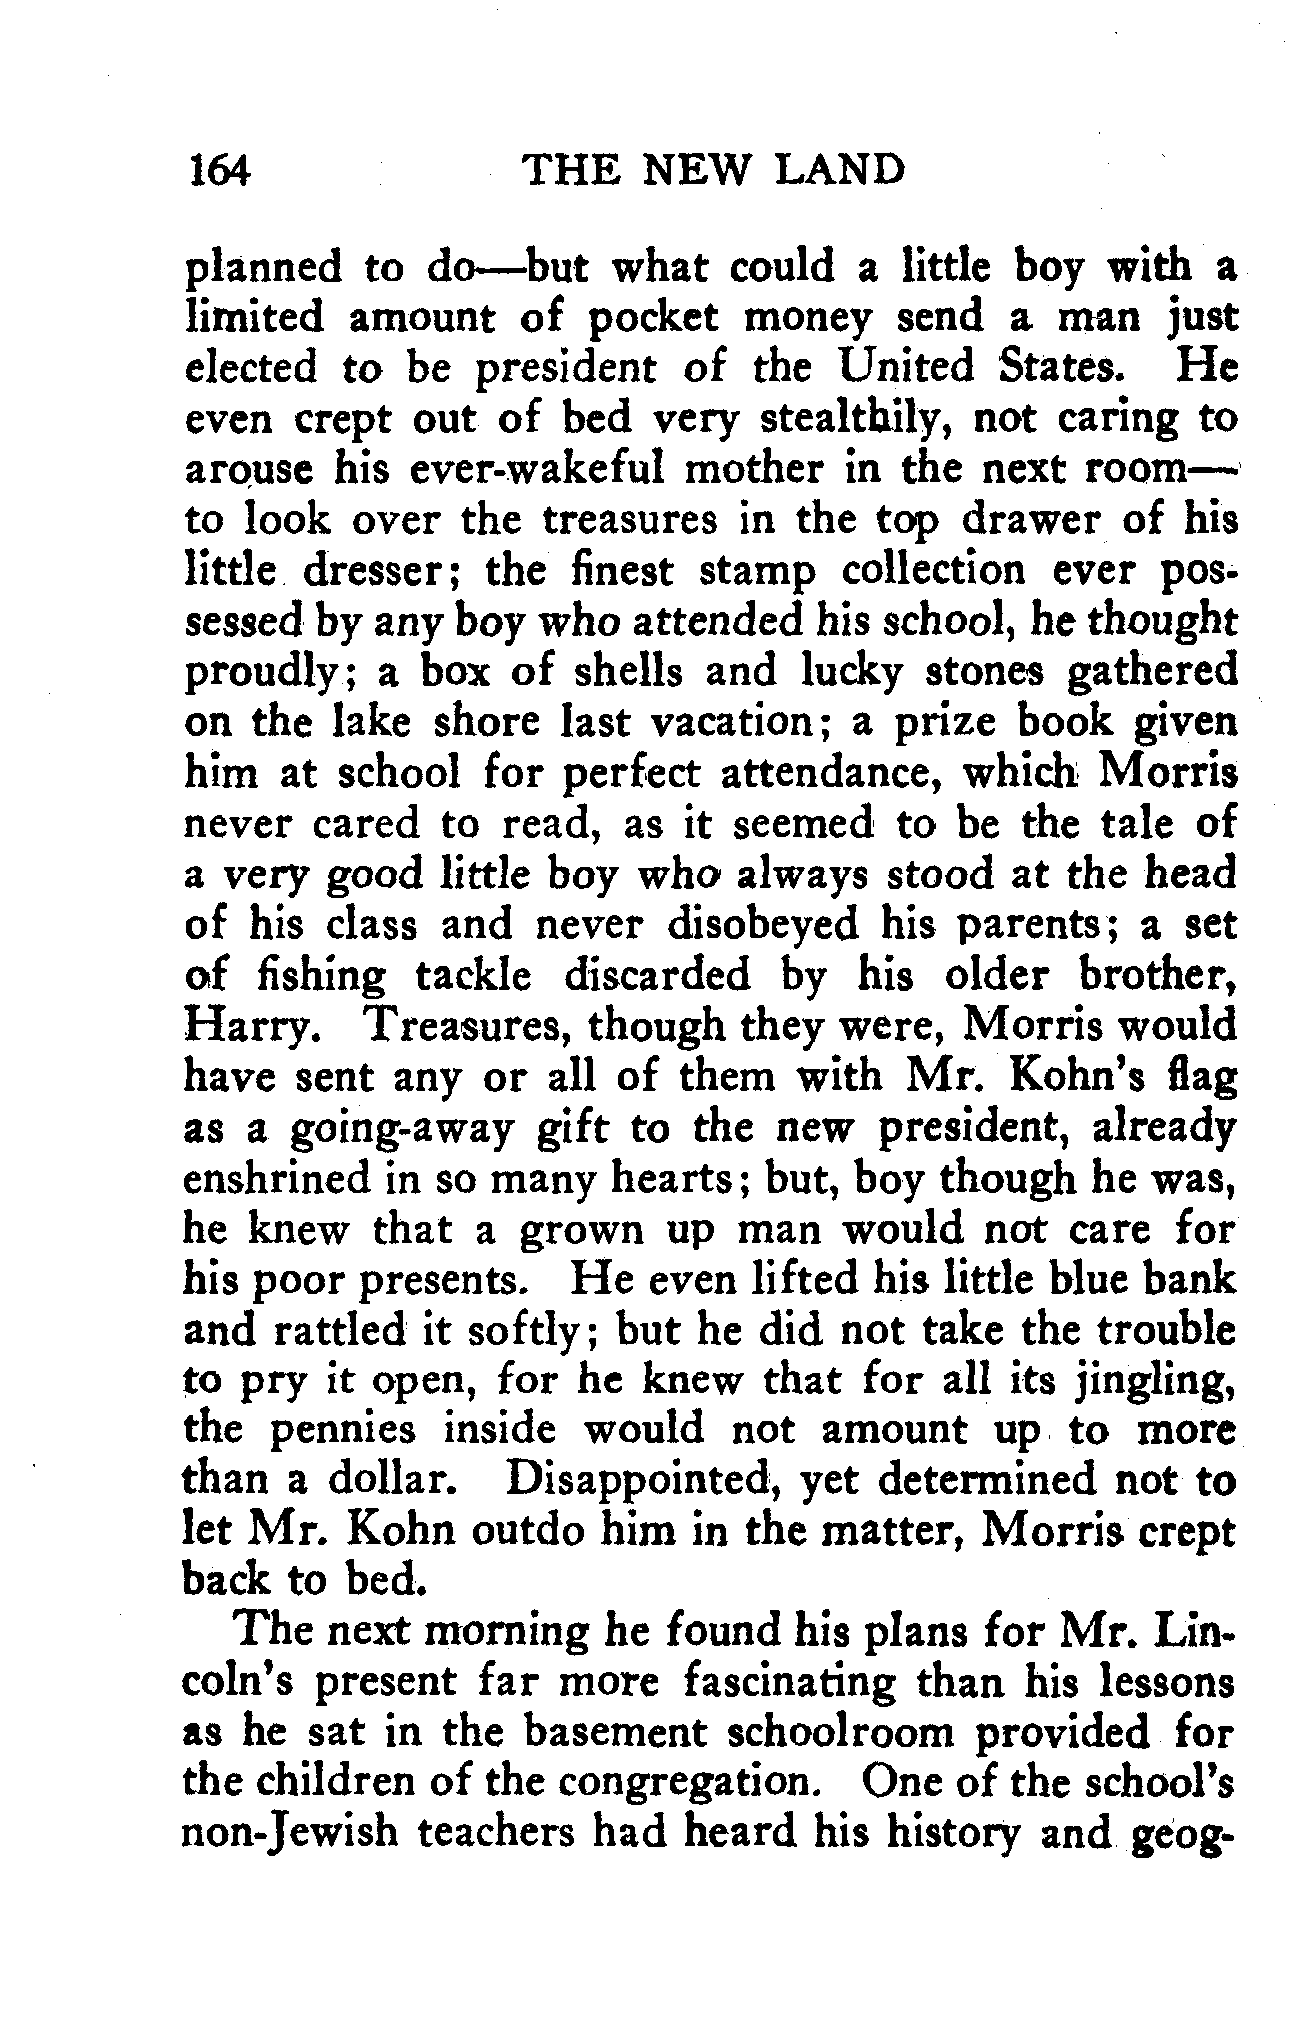 164 THE NEW LAND
planned to do—but what could a little boy with a
limited amount of pocket money send a man just
elected to be president of the United States. He
even crept out of bed very stealthily, not caring to
arouse his ever-wakeful mother in the next room—
to look over the treasures in the top drawer of his
little dresser; the finest stamp collection ever pos-
sessed by any boy who attended his school, he thought
proudly; a box of shells and lucky stones gathered
on the lake shore last vacation; a prize book given
him at school for perfect attendance, which Morris
never cared to read, as it seemed to be the tale of
a very good little boy who always stood at the head
of his class and never disobeyed his parents; a set
of fishing tackle discarded by his older brother,
Harry. Treasures, though they were, Morris would
have sent any or all of them with Mr. Kohn's flag
as a going-away gift to the new president, already
enshrined in so many hearts; but, boy though he was,
he knew that a grown up man would not care for
his poor presents. He even lifted his little blue bank
and rattled it softly; but he did not take the trouble
to pry it open, for he knew that for all its jingling,
the pennies inside would not amount up to more
than a dollar. Disappointed, yet determined not to
let Mr. Kohn outdo him in the matter, Morris crept
back to bed.
The next morning he found his plans for Mr. Lin-
coln's present far more fascinating than his lessons
as he sat in the basement schoolroom provided for
the children of the congregation. One of the school's
non-Jewish teachers had heard his history and geog-